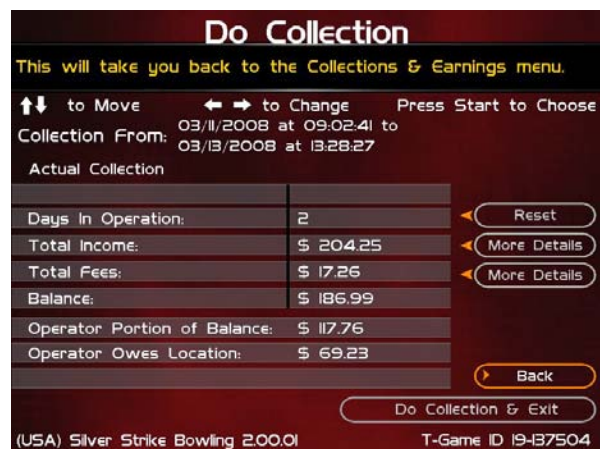 Do Collection
This will take you back to the Collections & Earnings menu.
to Move to Change Press Start to Choose
Collection From: 03/11/2008 at 09:02:41 to
03/13/2008 at 13:28:27
Actual Collection
Days In Operation: 2 Reset
Total Income: $ 204.25 More Details
Total Fees: $ 17.26 More Details
Balance: $ 186.99
Operator Portion of Balance: $ 117.76
Operator Owes Location: $ 69.23
Back
Do Collection & Exit
(USA) Silver Strike Bowling 2.00.01 T-Game ID 19-137504